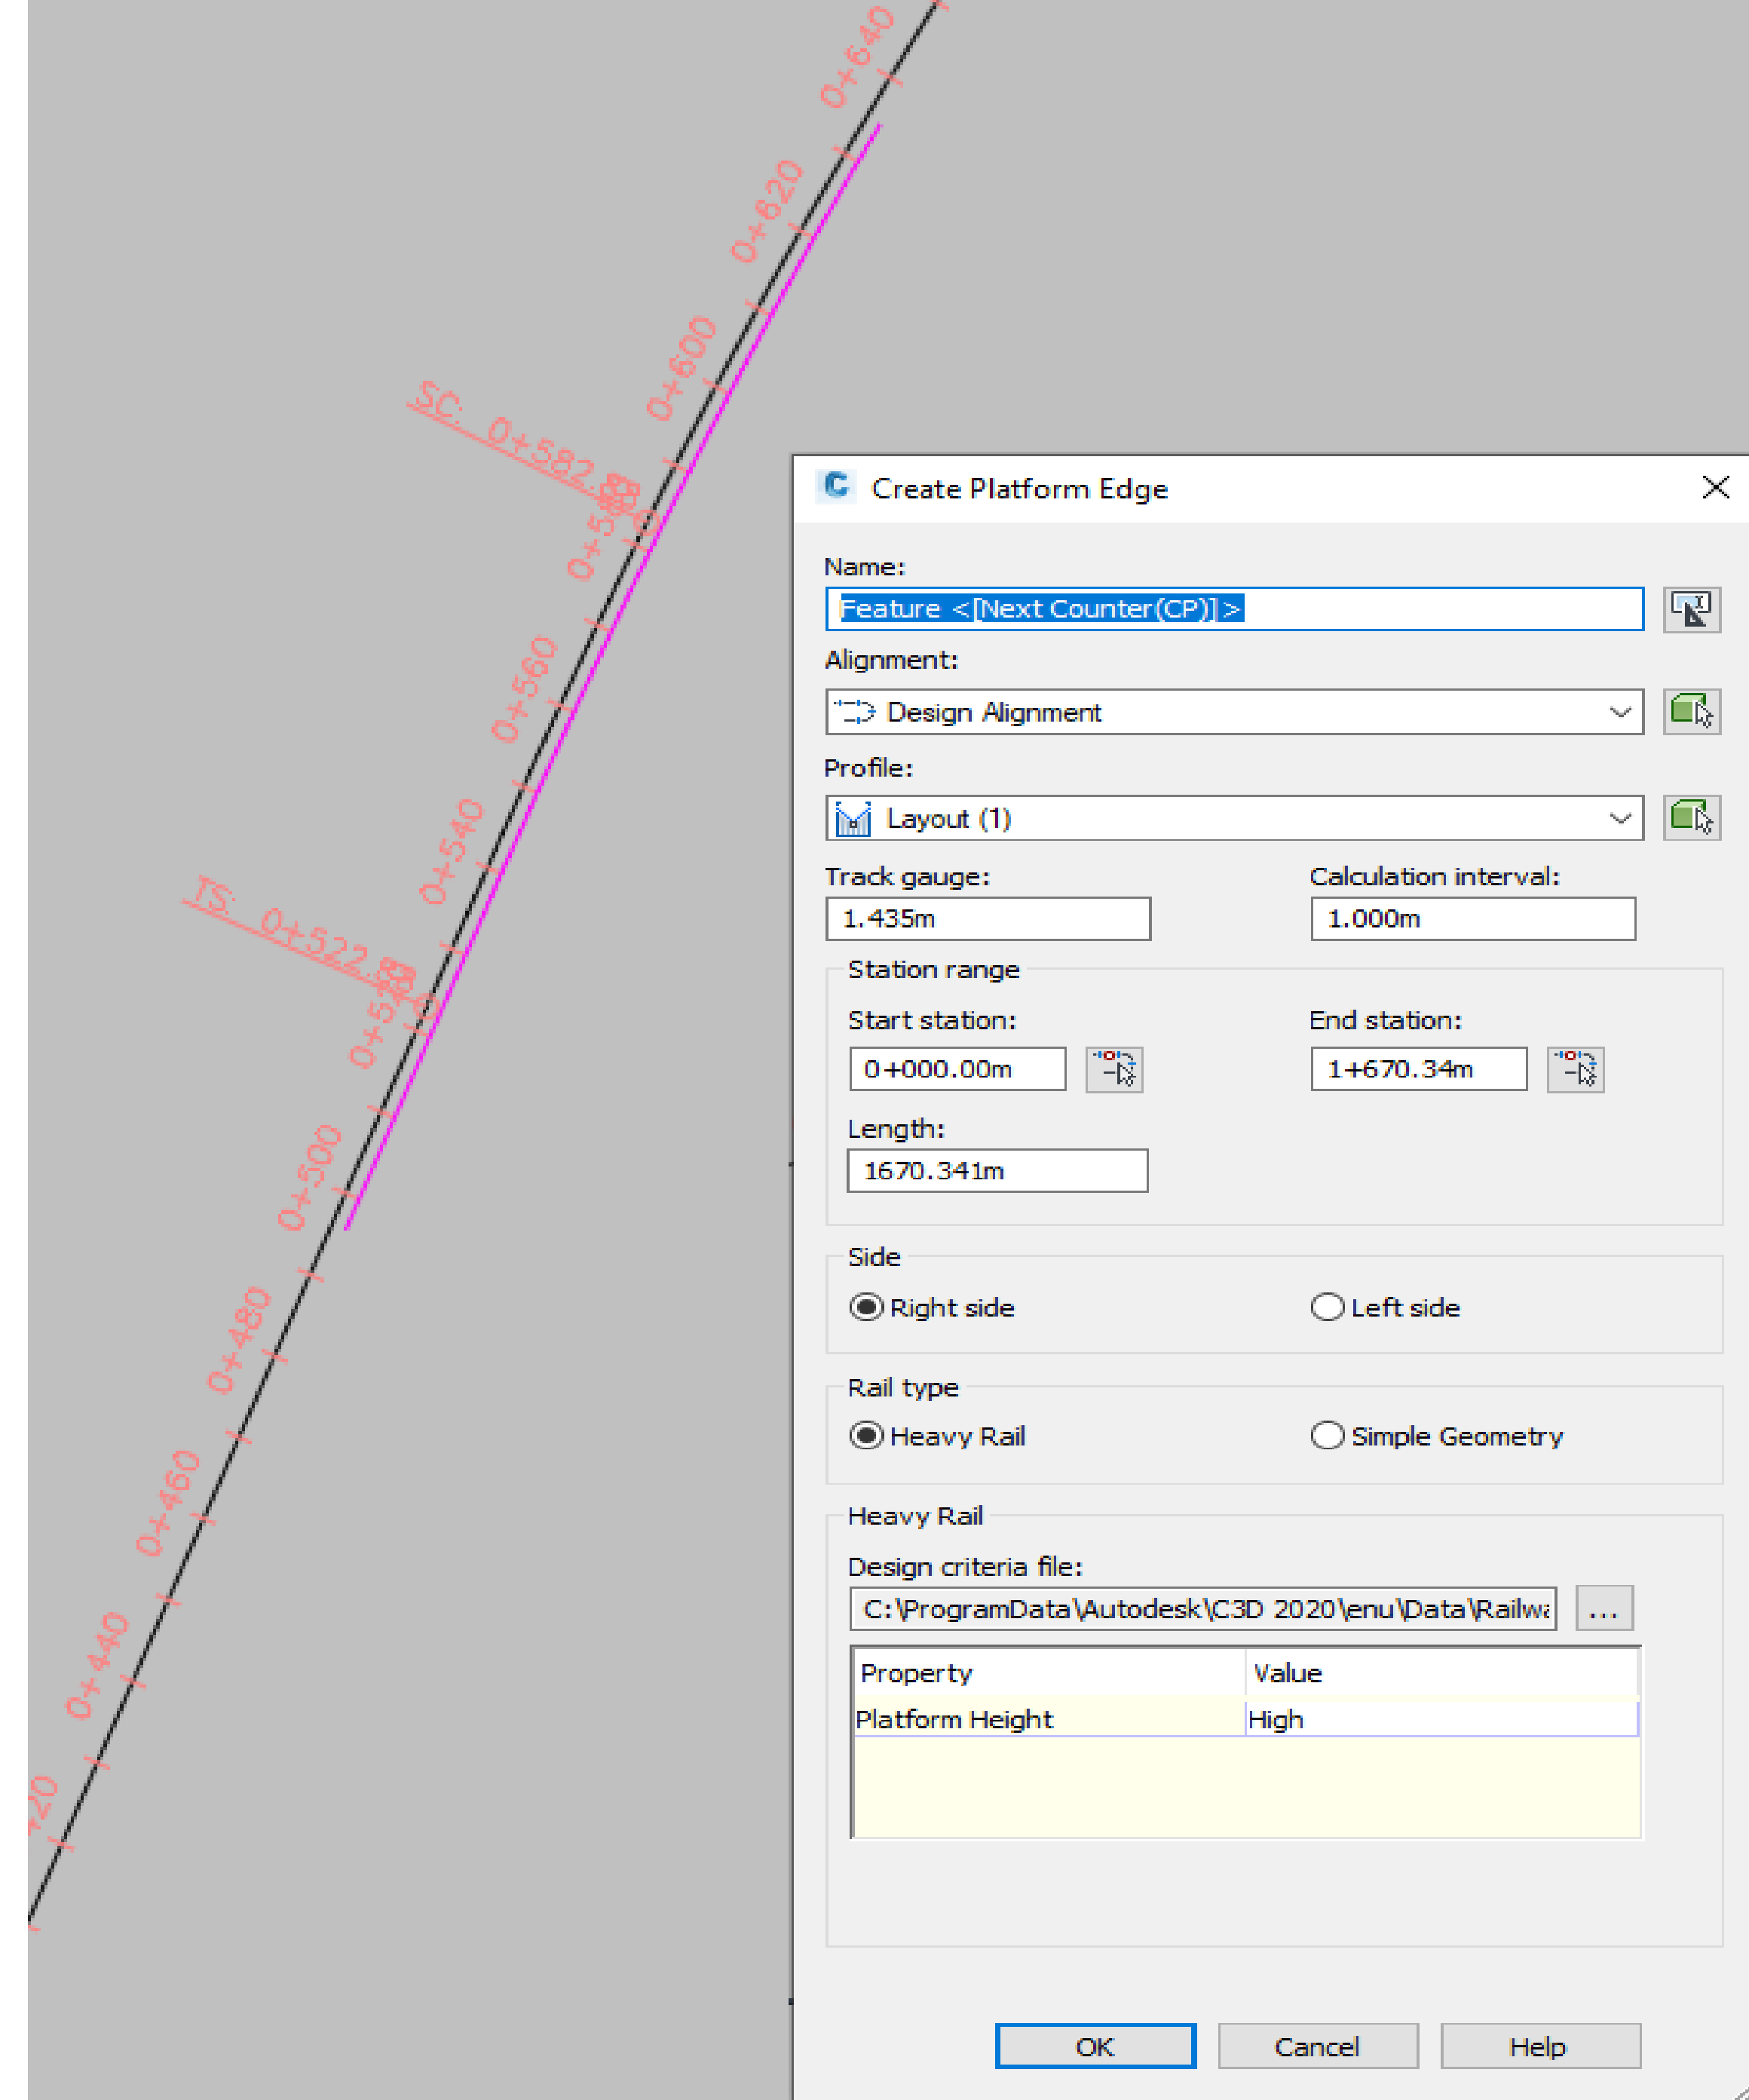 0+640
0+620
0+600
SC: 0+582.
0+560
0+540
TS: 0+522.
0+500
0+480
0+460
0+440
Create Platform Edge
Name:
Feature <[Next Counter(CP)]>
Alignment:
Design Alignment
Profile:
Layout (1)
Track gauge: Calculation interval:
1.435m 1.000m
Station range
Start station: End station:
0+000.00m 1+670.34m
Length:
1670.341m
Side
Right side Left side
Rail type
Heavy Rail Simple Geometry
Heavy Rail
Design criteria file:
C:\ProgramData\Autodesk\C3D 2020\enu\Data\Railwa ...
Property Value
Platform Height High
OK Cancel Help